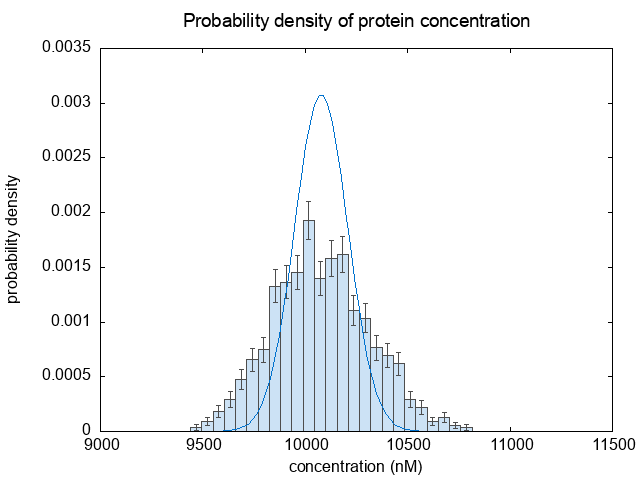 Probability density of protein concentration
0.0035
0.003
0.0025
0.002
0.0015
0.001
0.0005
0
probability density
9000 9500 10000 10500 11000 11500
concentration (nM)